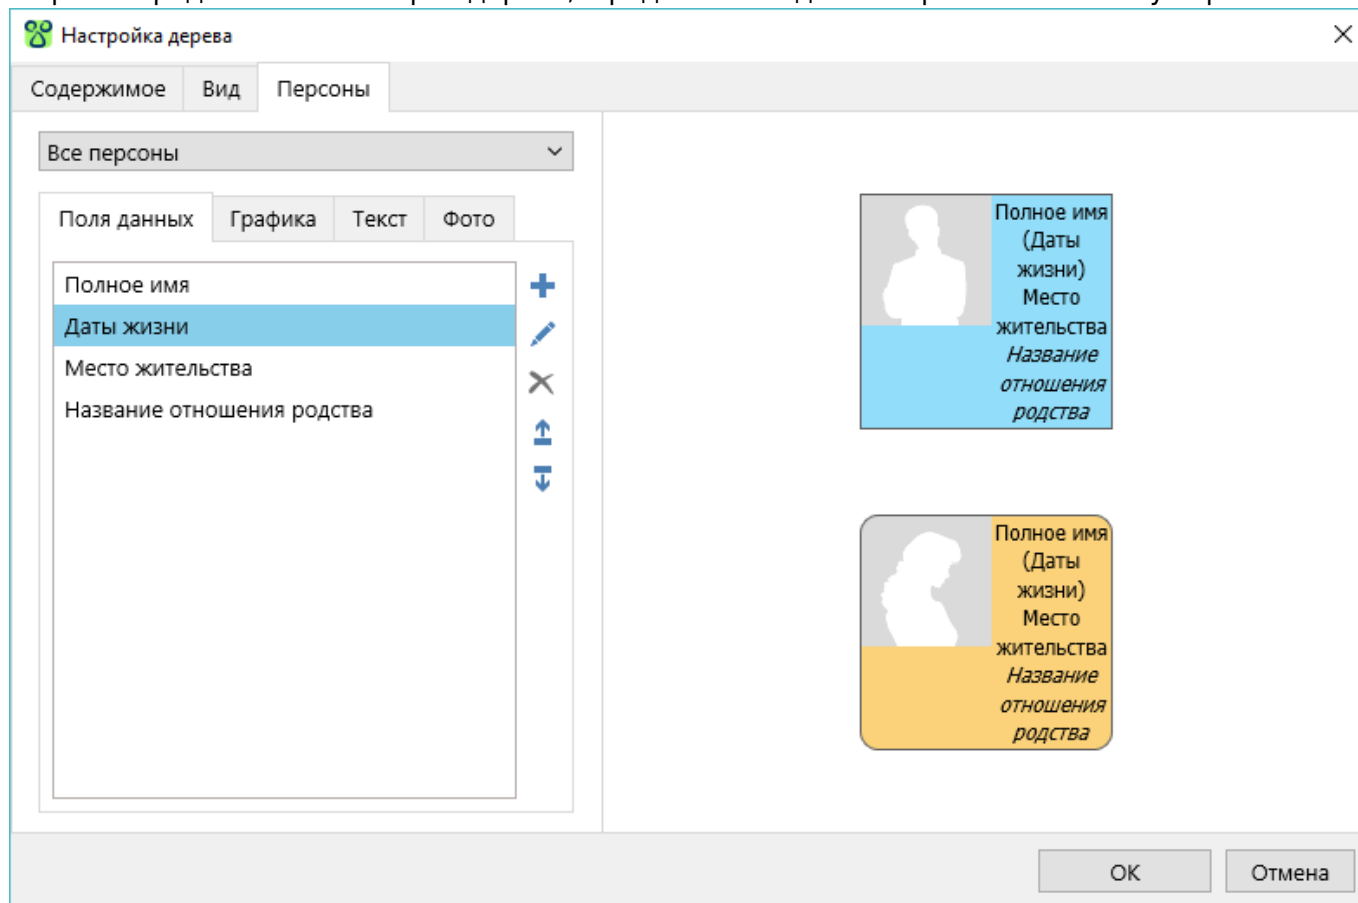 Настройка дерева
Содержимое Вид Персоны
Все персоны
Поля данных Графика Текст Фото
Полное имя
Даты жизни
Место жительства
Название отношения родства
Полное имя
(Даты
жизни)
Место
жительства
Название
отношения
родства
Полное имя
(Даты
жизни)
Место
жительства
Название
отношения
родства
ОК Отмена